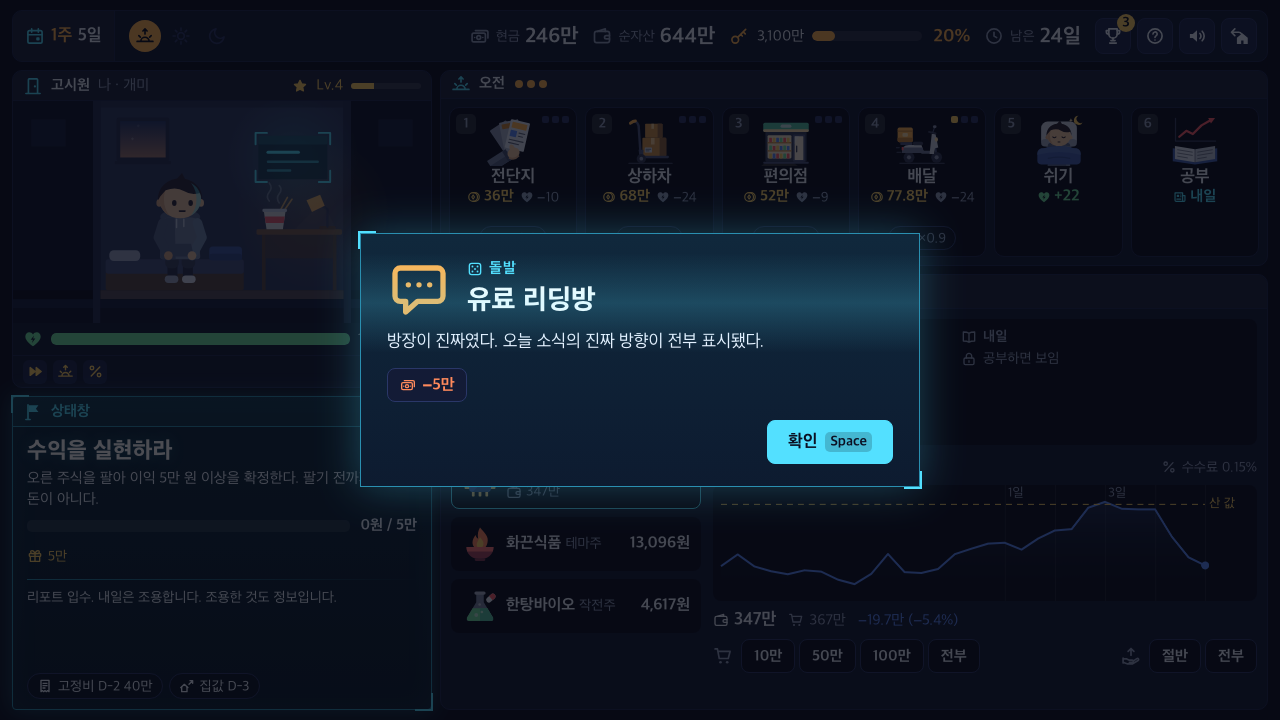 1주 5일
현금 246만
순자산 644만
3,100만
20%
남은 24일
3
고시원 나 · 개미
Lv.4
오전
1
전단지
36만 −10
2
상하차
68만 −24
3
편의점
52만 −9
4
배달
77.8만 −24
×0.9
5
쉬기
+22
6
공부
내일
돌발
유료 리딩방
방장이 진짜였다. 오늘 소식의 진짜 방향이 전부 표시됐다.
−5만
확인 Space
내일
공부하면 보임
상태창
수익을 실현하라
오른 주식을 팔아 이익 5만 원 이상을 확정한다. 팔기 전까
돈이 아니다.
0원 / 5만
5만
리포트 입수. 내일은 조용합니다. 조용한 것도 정보입니다.
고정비 D-2 40만
집값 D-3
347만
화끈식품 테마주 13,096원
한탕바이오 작전주 4,617원
수수료 0.15%
1일
3일
산 값
347만
367만
−19.7만 (−5.4%)
10만
50만
100만
전부
절반
전부